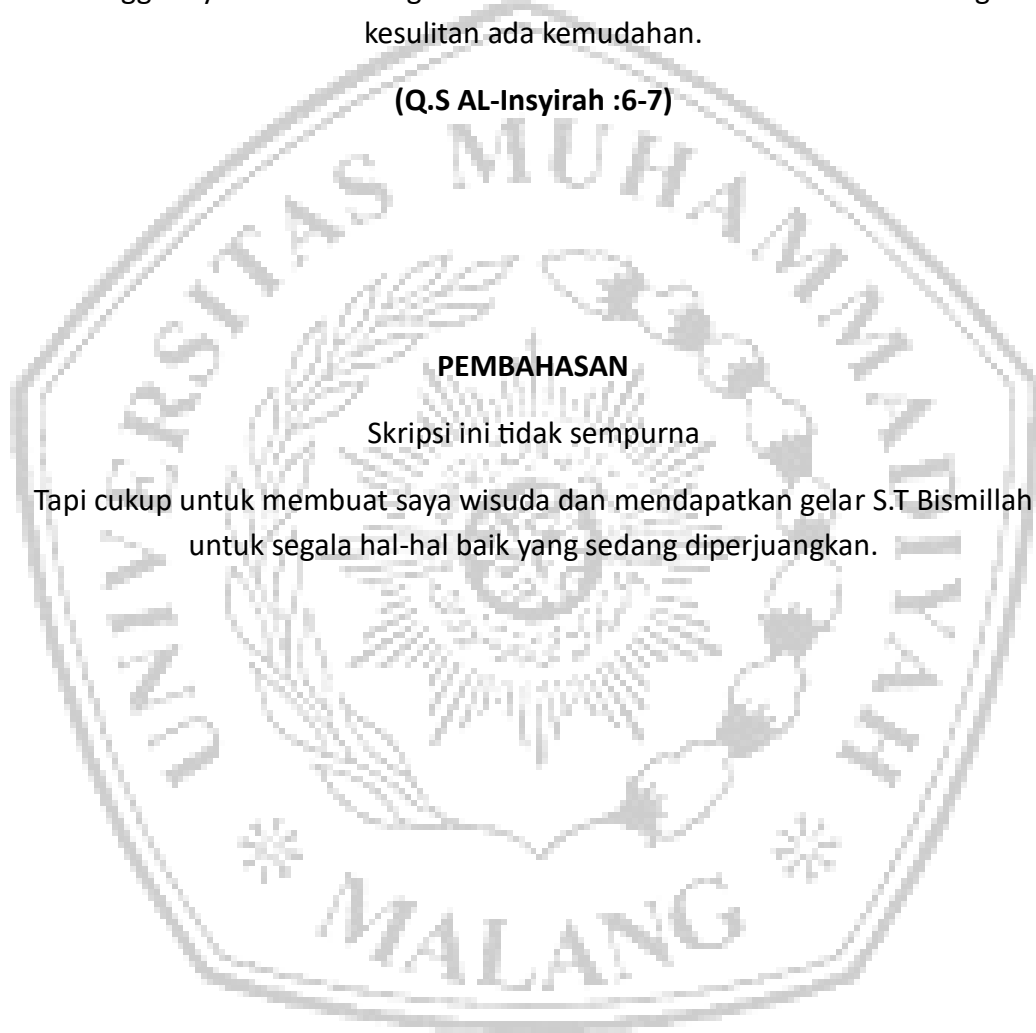 kesulitan ada kemudahan.
(Q.S AL-Insyirah :6-7)
UNIVERSITAS MUHAMMADIYAH
PEMBAHASAN
Skripsi ini tidak sempurna
Tapi cukup untuk membuat saya wisuda dan mendapatkan gelar S.T Bismillah
untuk segala hal-hal baik yang sedang diperjuangkan.
MALANG